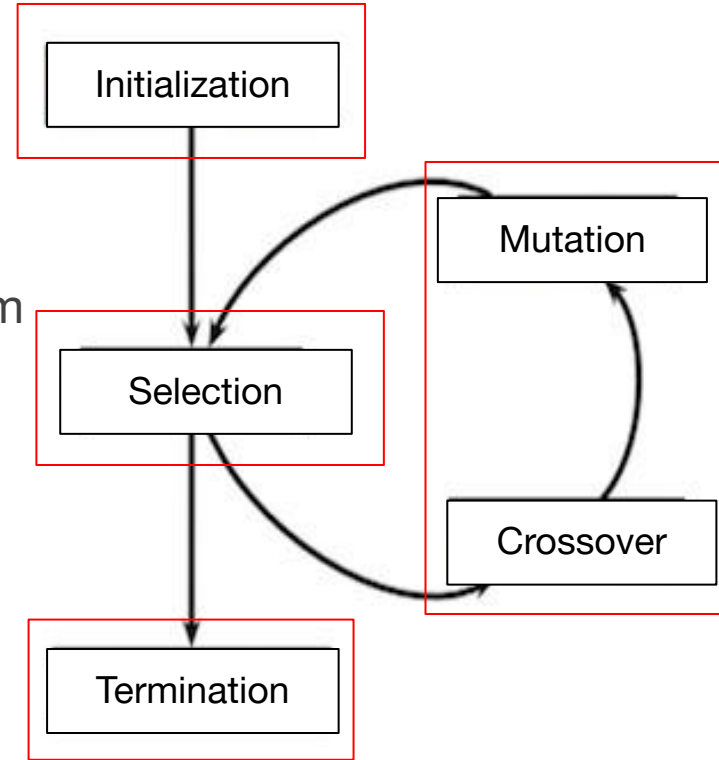 Initialization
Mutation
m
Selection
Crossover
Termination